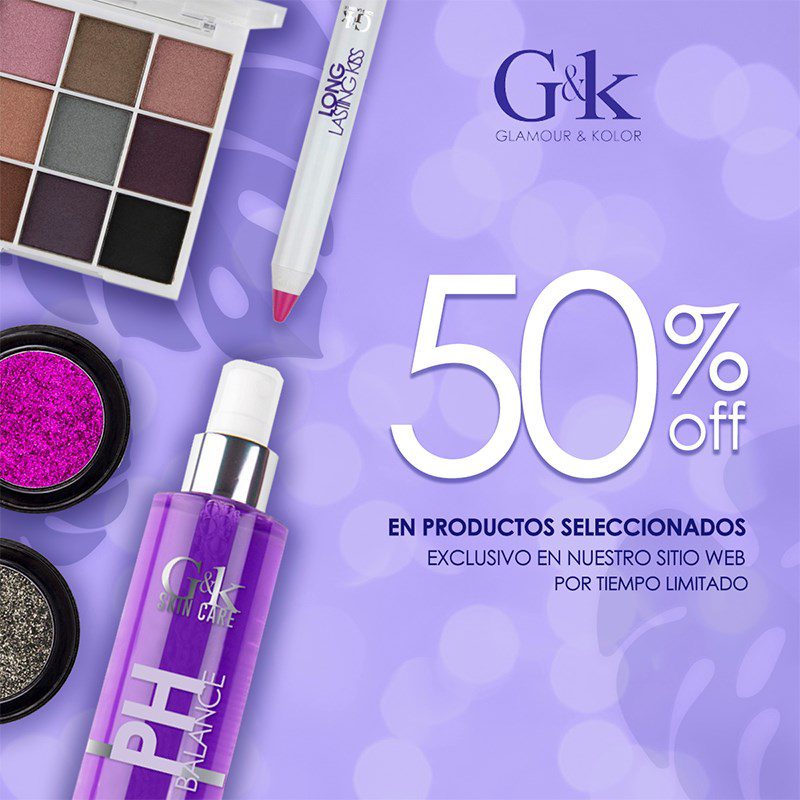 LONG
LASTING KISS
G&k
GLAMOUR & KOLOR
50%
off
EN PRODUCTOS SELECCIONADOS
EXCLUSIVO EN NUESTRO SITIO WEB
POR TIEMPO LIMITADO
G&k
SKIN CARE
PH
BALANCE